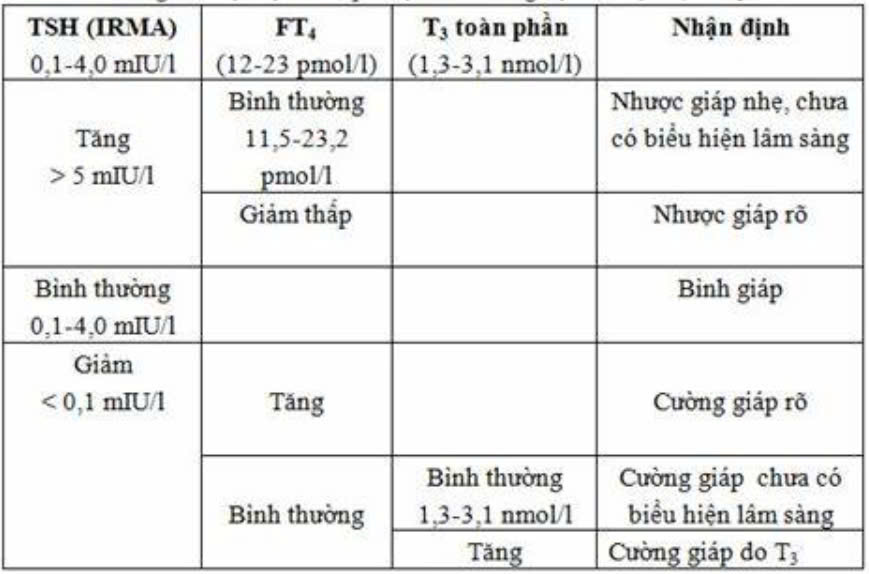 TSH (IRMA)
0,1-4,0 mIU/l
FT₄
(12-23 pmol/l)
T₃ toàn phần
(1,3-3,1 nmol/l)
Nhận định
Tăng
> 5 mIU/l
Bình thường
11,5-23,2
pmol/l
Nhược giáp nhẹ, chưa
có biểu hiện lâm sàng
Giảm thấp
Nhược giáp rõ
Bình thường
0,1-4,0 mIU/l
Bình giáp
Giảm
< 0,1 mIU/l
Tăng
Cường giáp rõ
Bình thường
Bình thường
1,3-3,1 nmol/l
Cường giáp chưa có
biểu hiện lâm sàng
Tăng
Cường giáp do T₃